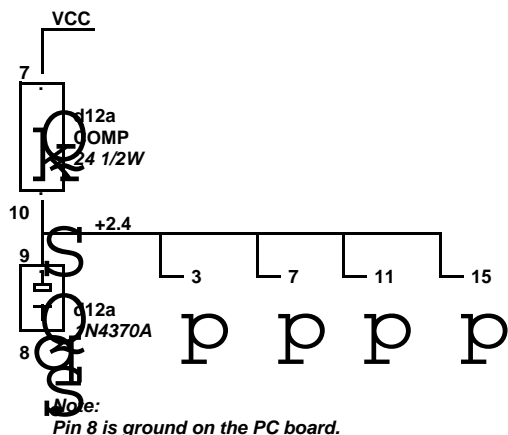 VCC
7
d12a
COMP
24 1/2W
10
+2.4
9
3 7 11 15
d12a
1N4370A
8
p p p p
Note:
Pin 8 is ground on the PC board.